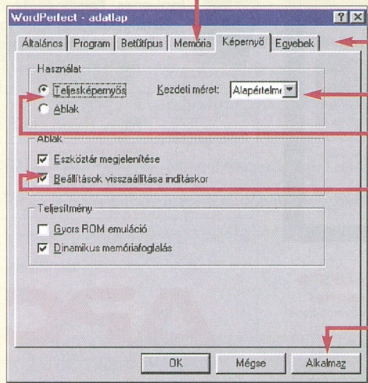 WordPerfect - adatlap
Általános Program Betűtípus Memória Képernyő Egyebek
Használat
Teljesképernyős Kezdeti méret: Alapértelme
Ablak
Ablak
Eszköztár megjelenítése
Beállítások visszaállítása indításkor
Teljesítmény
Gyors ROM emuláció
Dinamikus memóriafoglalás
OK Mégse Alkalmaz